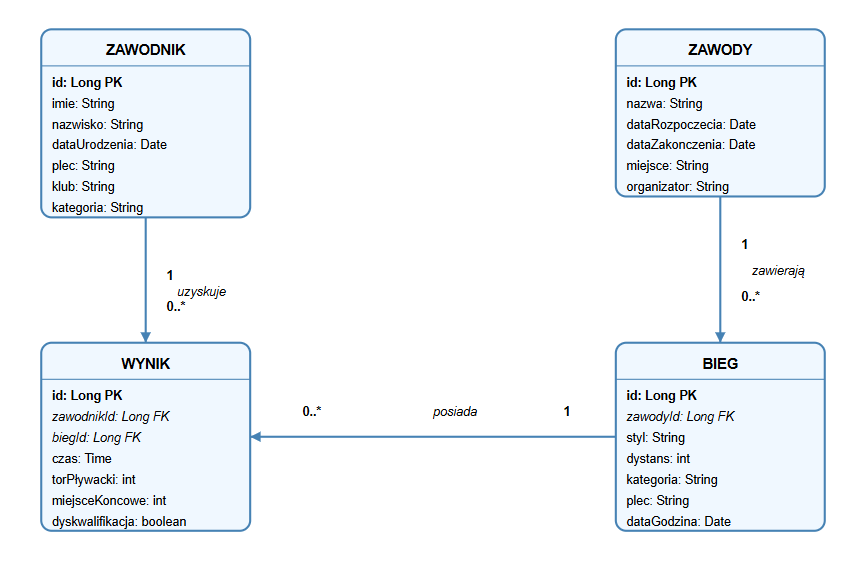 ZAWODNIK
id: Long PK
imie: String
nazwisko: String
dataUrodzenia: Date
plec: String
klub: String
kategoria: String
ZAWODY
id: Long PK
nazwa: String
dataRozpoczecia: Date
dataZakonczenia: Date
miejsce: String
organizator: String
1
uzyskuje
0..*
1
zawierają
0..*
WYNIK
id: Long PK
zawodnikId: Long FK
biegId: Long FK
czas: Time
torPływacki: int
miejsceKoncowe: int
dyskwalifikacja: boolean
0..*
posiada
1
BIEG
id: Long PK
zawodyId: Long FK
styl: String
dystans: int
kategoria: String
plec: String
dataGodzina: Date